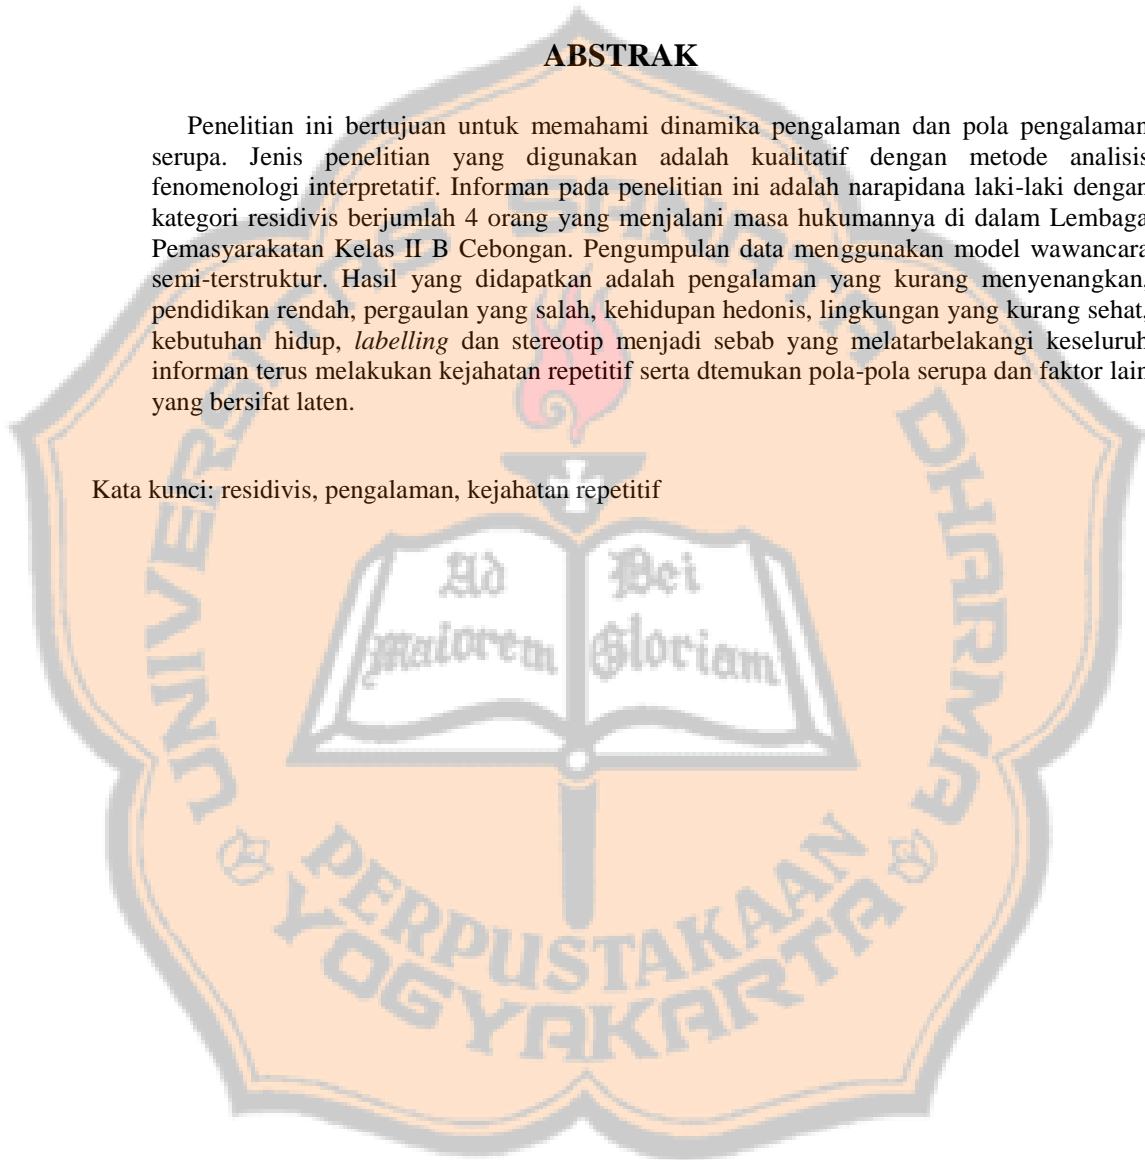 ABSTRAK
Penelitian ini bertujuan untuk memahami dinamika pengalaman dan pola pengalaman
serupa. Jenis penelitian yang digunakan adalah kualitatif dengan metode analisis
fenomenologi interpretatif. Informan pada penelitian ini adalah narapidana laki-laki dengan
kategori residivis berjumlah 4 orang yang menjalani masa hukumannya di dalam Lembaga
Pemasyarakatan Kelas II B Cebongan. Pengumpulan data menggunakan model wawancara
semi-terstruktur. Hasil yang didapatkan adalah pengalaman yang kurang menyenangkan,
pendidikan rendah, pergaulan yang salah, kehidupan hedonis, lingkungan yang kurang sehat,
kebutuhan hidup, labelling dan stereotip menjadi sebab yang melatarbelakangi keseluruh
informan terus melakukan kejahatan repetitif serta dtemukan pola-pola serupa dan faktor lain
yang bersifat laten.
Kata kunci: residivis, pengalaman, kejahatan repetitif
UNIVERSITAS SANATA DHARMA
Ad
maiorem
Dei
Gloriam
PERPUSTAKAAN
YOGYAKARTA